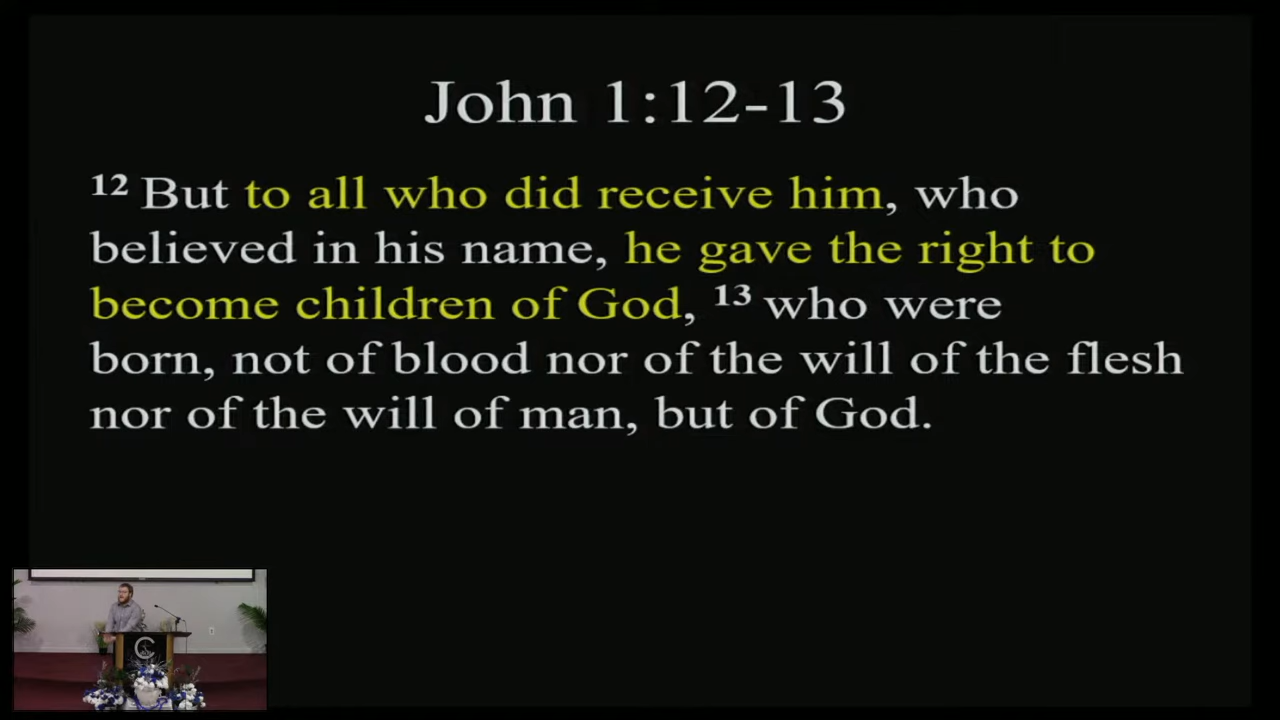 John 1:12-13
12 But to all who did receive him, who
believed in his name, he gave the right to
become children of God, 13 who were
born, not of blood nor of the will of the flesh
nor of the will of man, but of God.